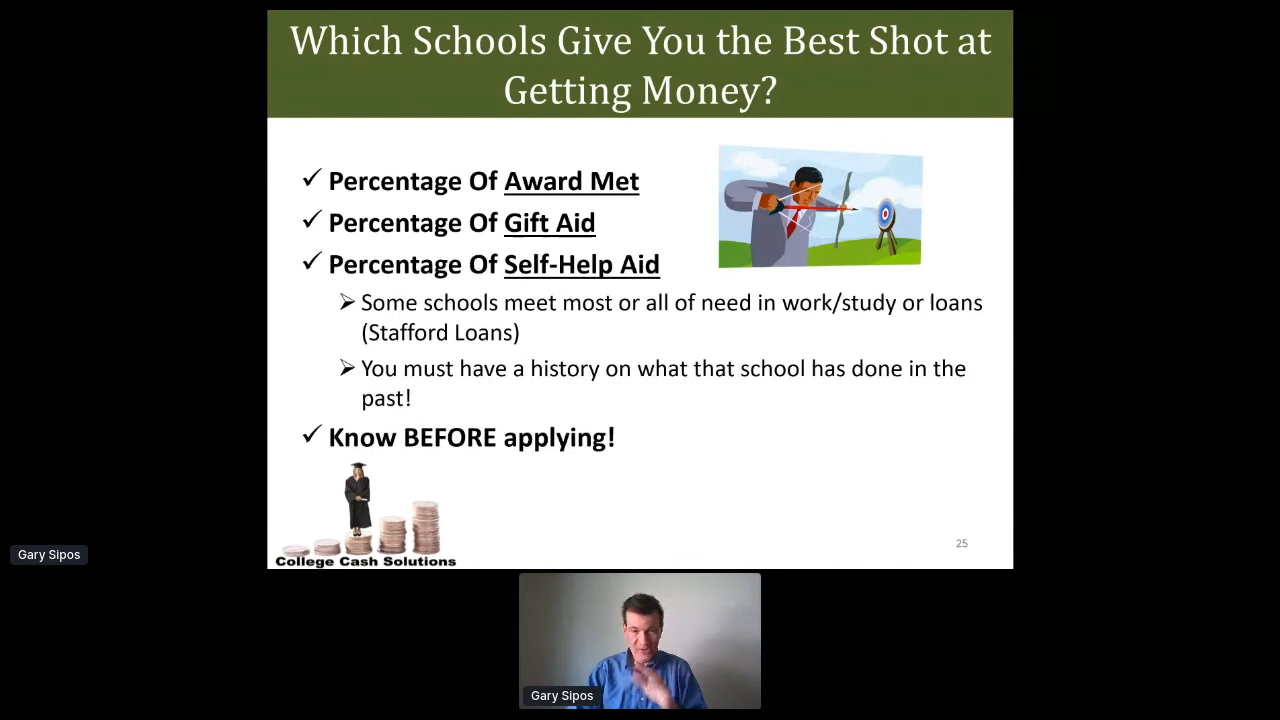 Which Schools Give You the Best Shot at
Getting Money?
Percentage Of Award Met
Percentage Of Gift Aid
Percentage Of Self-Help Aid
Some schools meet most or all of need in work/study or loans
(Stafford Loans)
You must have a history on what that school has done in the
past!
Know BEFORE applying!
25
College Cash Solutions
Gary Sipos
Gary Sipos